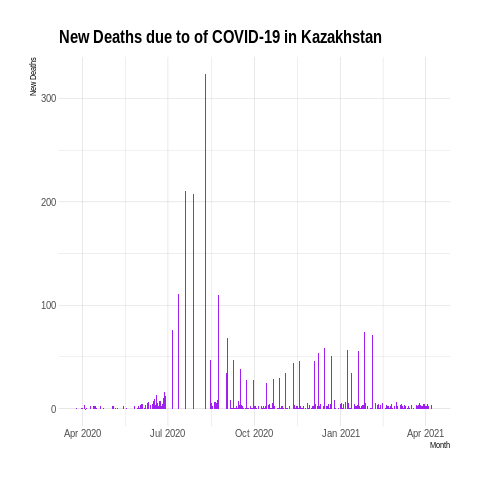 New Deaths due to of COVID-19 in Kazakhstan
New Deaths
300
200
100
0
Apr 2020
Jul 2020
Oct 2020
Jan 2021
Apr 2021
Month